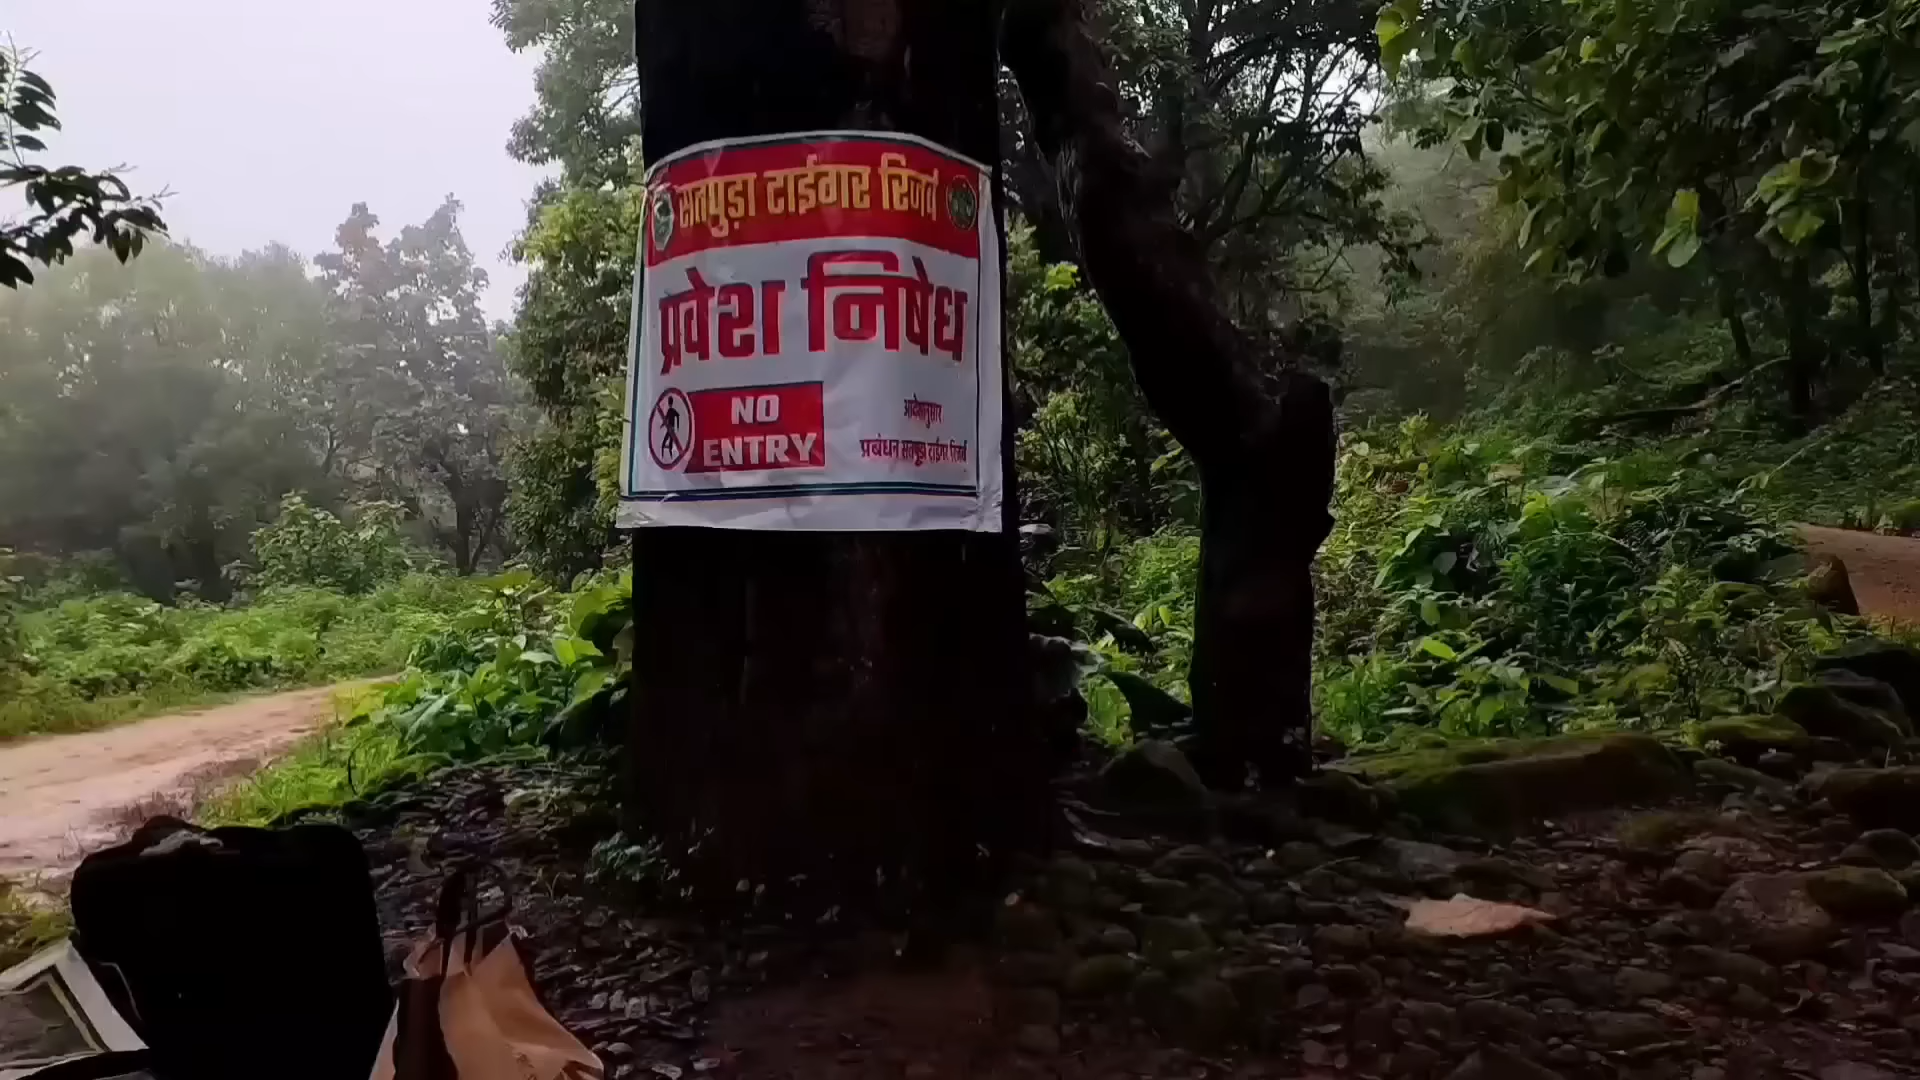 सतपुड़ा टाईगर रिजर्व
प्रवेश निषेध
NO
ENTRY
आदेशानुसार
प्रबंधन सतपुड़ा टाईगर रिजर्व